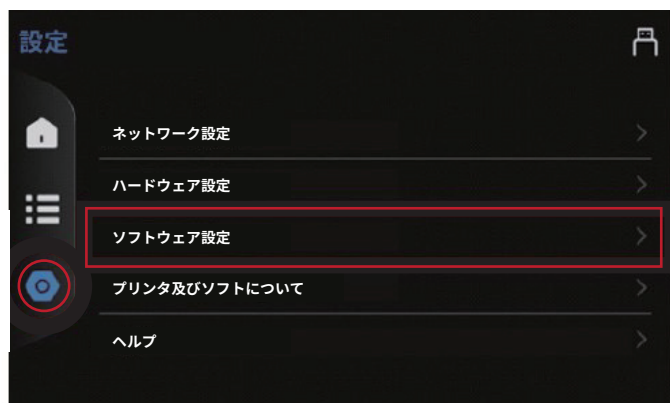 設定
ネットワーク設定
ハードウェア設定
ソフトウェア設定
プリンタ及びソフトについて
ヘルプ